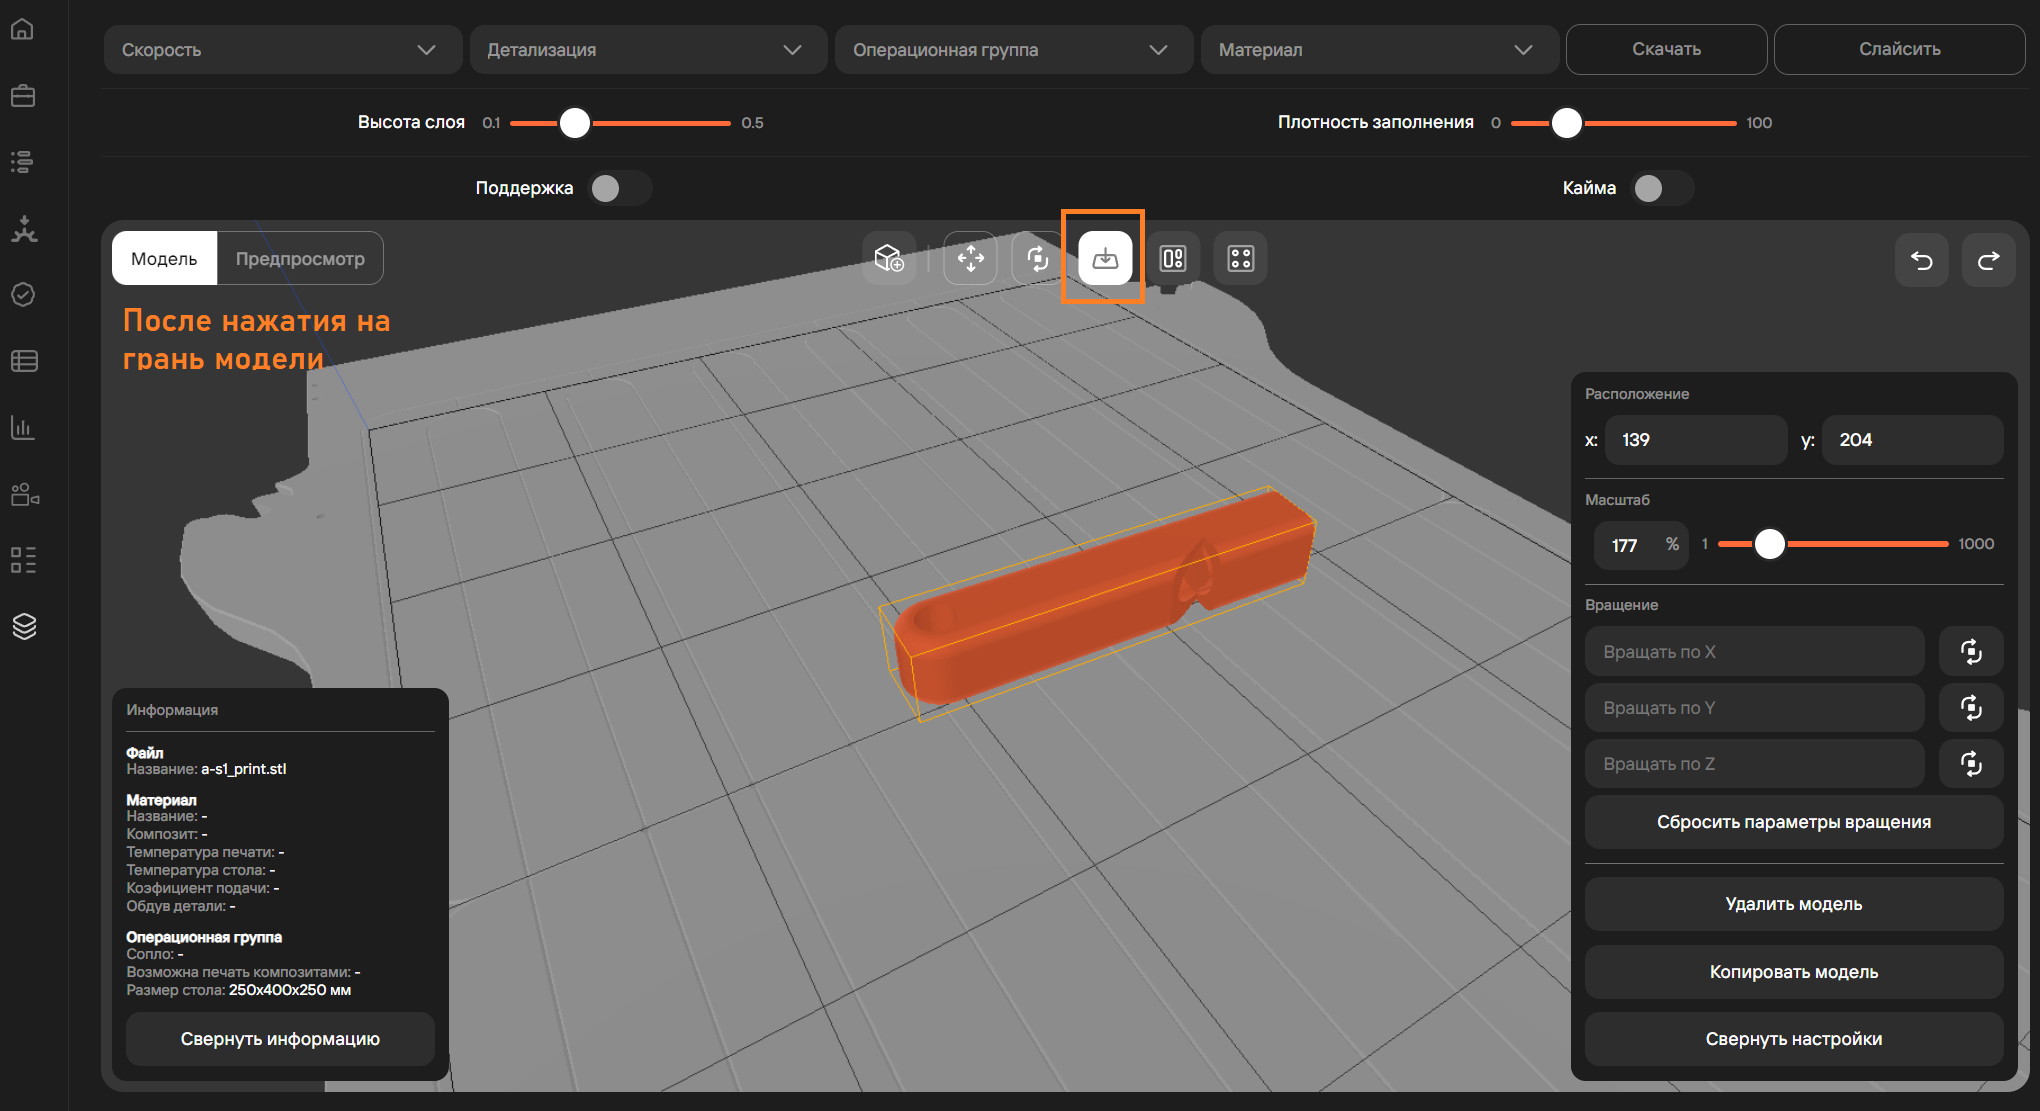 Скорость
Детализация
Операционная группа
Материал
Скачать
Слайсить
Высота слоя 0.1 0.5
Плотность заполнения 0 100
Поддержка
Кайма
Модель
Предпросмотр
После нажатия на
грань модели
Расположение
x: 139 y: 204
Масштаб
177 % 1 1000
Вращение
Вращать по X
Вращать по Y
Вращать по Z
Сбросить параметры вращения
Удалить модель
Копировать модель
Свернуть настройки
Информация
Файл
Название: a-s1_print.stl
Материал
Название: -
Композит: -
Температура печати: -
Температура стола: -
Коэфициент подачи: -
Обдув детали: -
Операционная группа
Сопло: -
Возможна печать композитами: -
Размер стола: 250x400x250 мм
Свернуть информацию